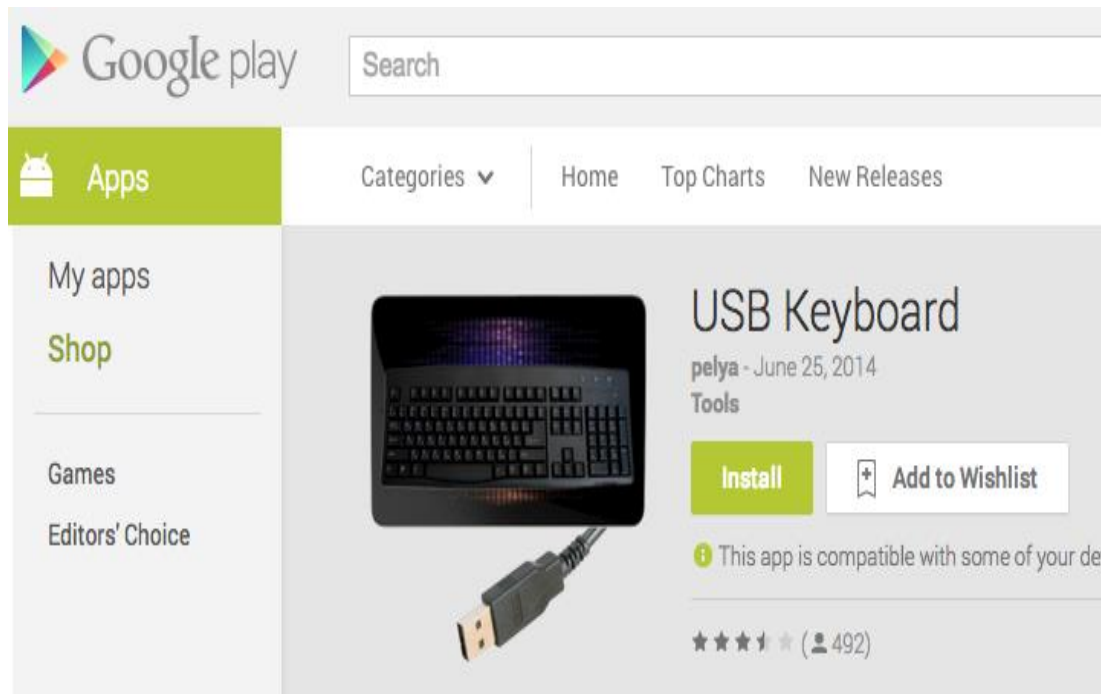 Google play
Search
Apps
Categories Home Top Charts New Releases
My apps
Shop
Games
Editors' Choice
USB Keyboard
pelya - June 25, 2014
Tools
Install Add to Wishlist
This app is compatible with some of your de
(492)